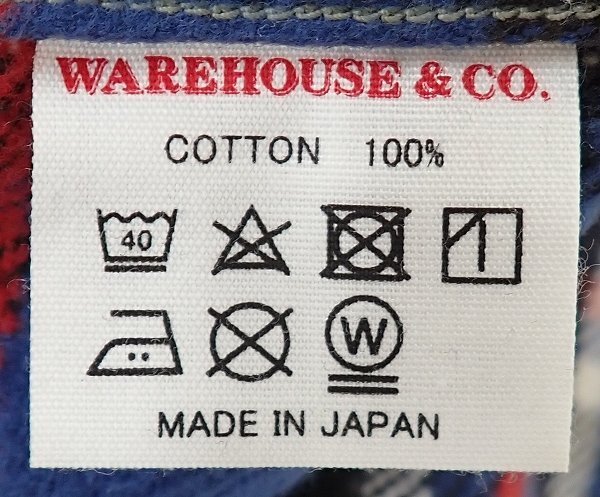 WAREHOUSE & CO.
COTTON 100%
40
W
MADE IN JAPAN